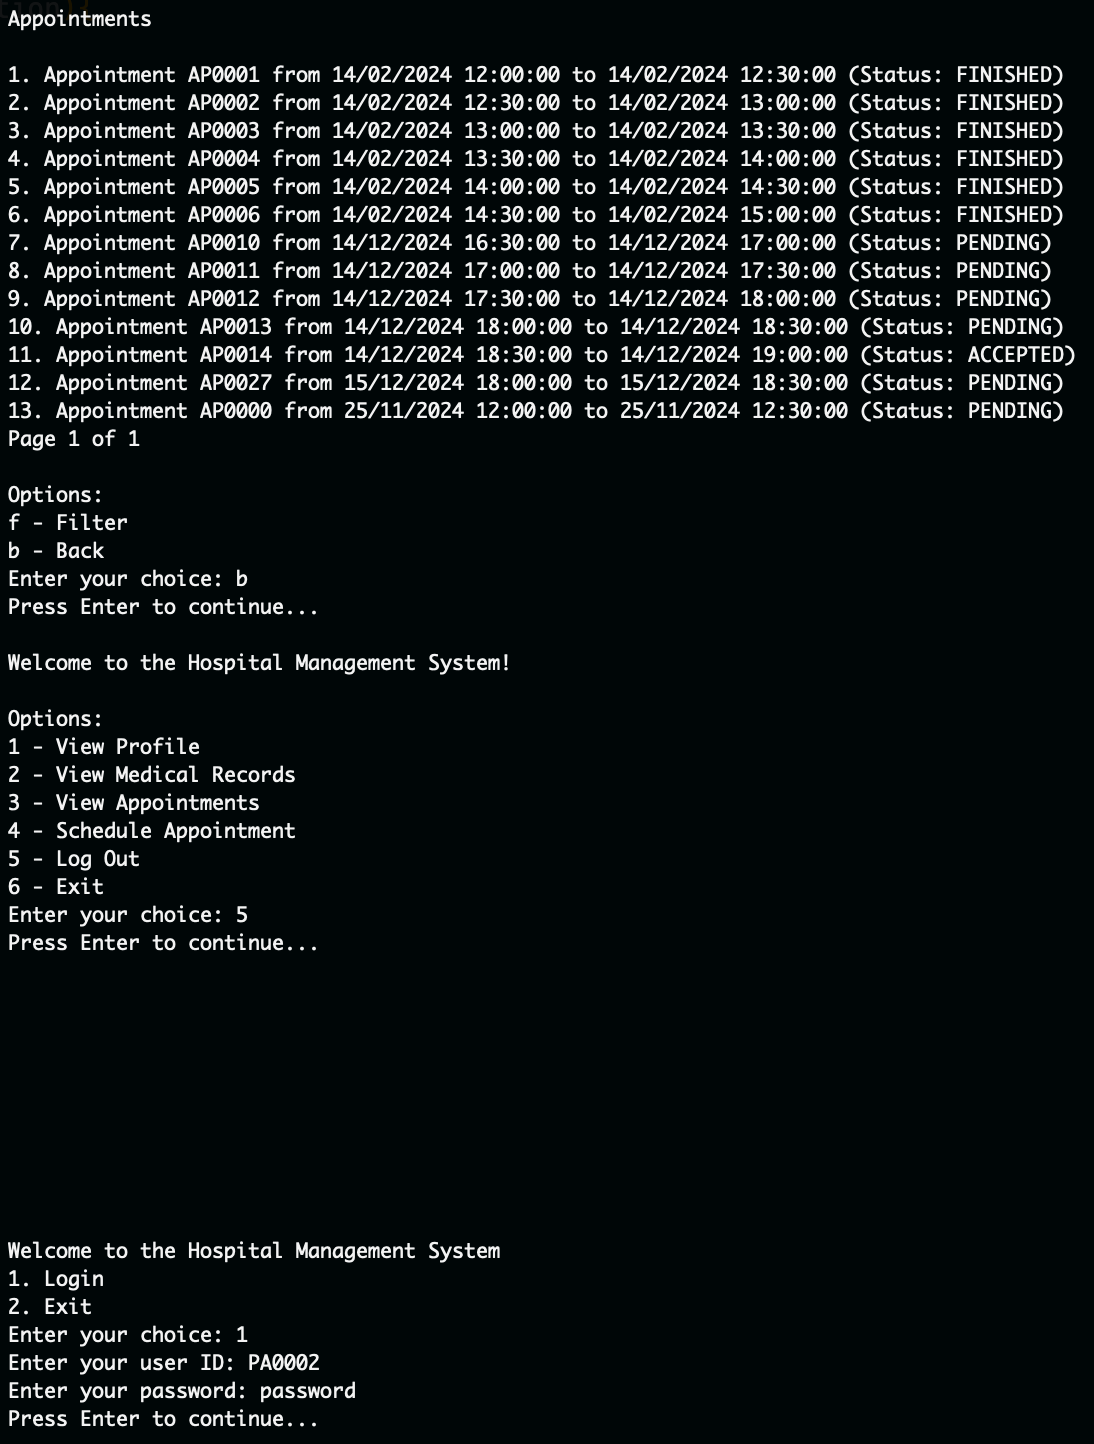 Appointments
1. Appointment AP0001 from 14/02/2024 12:00:00 to 14/02/2024 12:30:00 (Status: FINISHED)
2. Appointment AP0002 from 14/02/2024 12:30:00 to 14/02/2024 13:00:00 (Status: FINISHED)
3. Appointment AP0003 from 14/02/2024 13:00:00 to 14/02/2024 13:30:00 (Status: FINISHED)
4. Appointment AP0004 from 14/02/2024 13:30:00 to 14/02/2024 14:00:00 (Status: FINISHED)
5. Appointment AP0005 from 14/02/2024 14:00:00 to 14/02/2024 14:30:00 (Status: FINISHED)
6. Appointment AP0006 from 14/02/2024 14:30:00 to 14/02/2024 15:00:00 (Status: FINISHED)
7. Appointment AP0010 from 14/12/2024 16:30:00 to 14/12/2024 17:00:00 (Status: PENDING)
8. Appointment AP0011 from 14/12/2024 17:00:00 to 14/12/2024 17:30:00 (Status: PENDING)
9. Appointment AP0012 from 14/12/2024 17:30:00 to 14/12/2024 18:00:00 (Status: PENDING)
10. Appointment AP0013 from 14/12/2024 18:00:00 to 14/12/2024 18:30:00 (Status: PENDING)
11. Appointment AP0014 from 14/12/2024 18:30:00 to 14/12/2024 19:00:00 (Status: ACCEPTED)
12. Appointment AP0027 from 15/12/2024 18:00:00 to 15/12/2024 18:30:00 (Status: PENDING)
13. Appointment AP0000 from 25/11/2024 12:00:00 to 25/11/2024 12:30:00 (Status: PENDING)
Page 1 of 1
Options:
f - Filter
b - Back
Enter your choice: b
Press Enter to continue...
Welcome to the Hospital Management System!
Options:
1 - View Profile
2 - View Medical Records
3 - View Appointments
4 - Schedule Appointment
5 - Log Out
6 - Exit
Enter your choice: 5
Press Enter to continue...
Welcome to the Hospital Management System
1. Login
2. Exit
Enter your choice: 1
Enter your user ID: PA0002
Enter your password: password
Press Enter to continue...